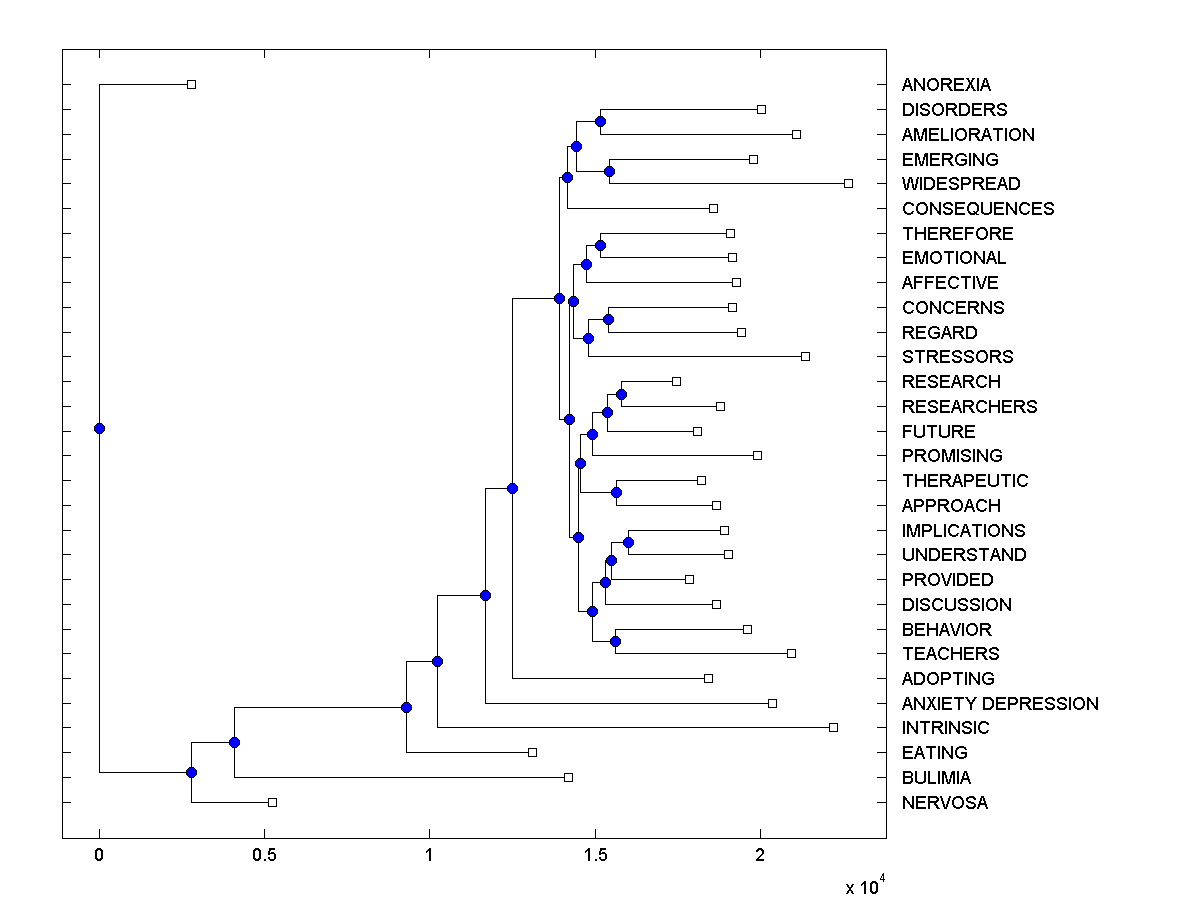 ANOREXIA
DISORDERS
AMELIORATION
EMERGING
WIDESPREAD
CONSEQUENCES
THEREFORE
EMOTIONAL
AFFECTIVE
CONCERNS
REGARD
STRESSORS
RESEARCH
RESEARCHERS
FUTURE
PROMISING
THERAPEUTIC
APPROACH
IMPLICATIONS
UNDERSTAND
PROVIDED
DISCUSSION
BEHAVIOR
TEACHERS
ADOPTING
ANXIETY DEPRESSION
INTRINSIC
EATING
BULIMIA
NERVOSA
0 0.5 1 1.5 2
x 10^4